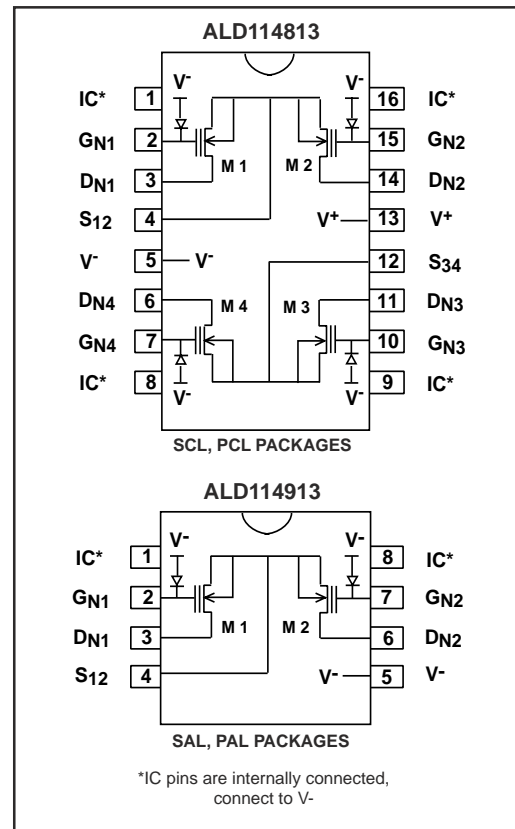 ALD114813
IC* 1 V- V- 16 IC*
GN1 2 15 GN2
M 1 M 2
DN1 3 14 DN2
S12 4 V+ 13 V+
V- 5 V- 12 S34
DN4 6 M 4 M 3 11 DN3
GN4 7 10 GN3
IC* 8 V- V- 9 IC*
SCL, PCL PACKAGES
ALD114913
IC* 1 V- V- 8 IC*
GN1 2 7 GN2
M 1 M 2
DN1 3 6 DN2
S12 4 V- 5 V-
SAL, PAL PACKAGES
*IC pins are internally connected,
connect to V-